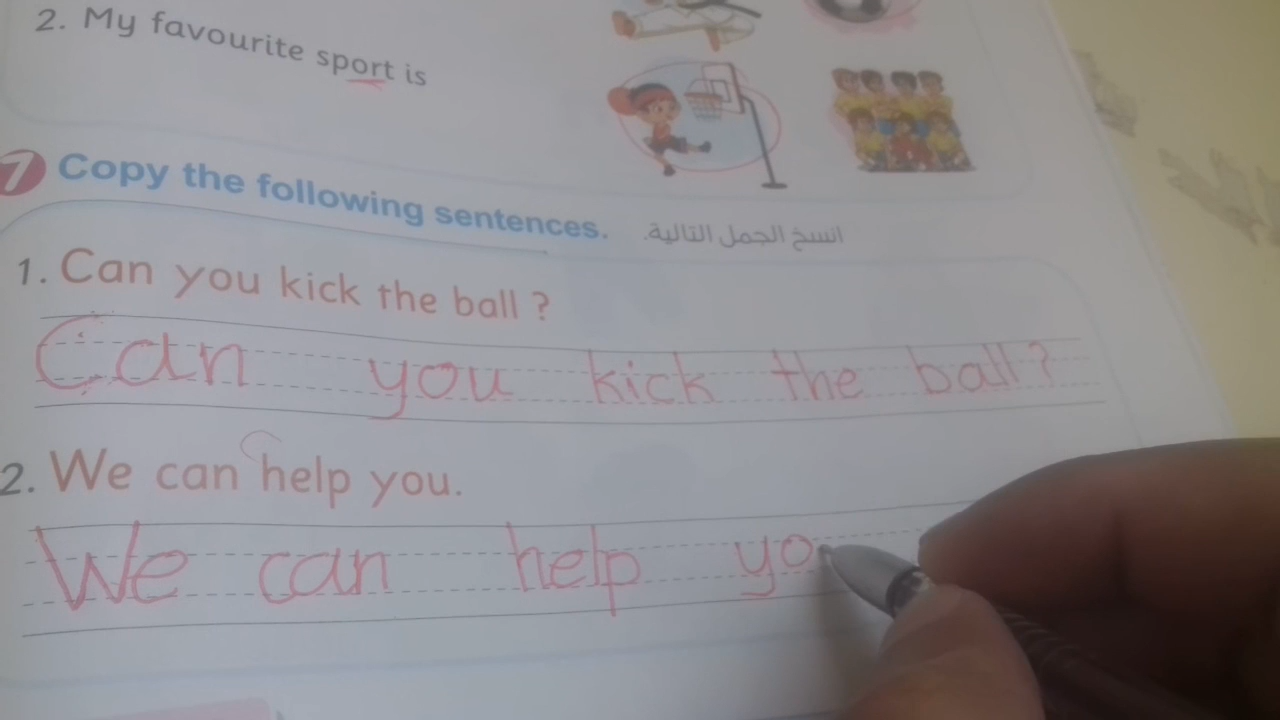 2. My favourite sport is
7 Copy the following sentences. انسخ الجمل التالية.
1. Can you kick the ball ?
Can you kick the ball?
2. We can help you.
We can help yo